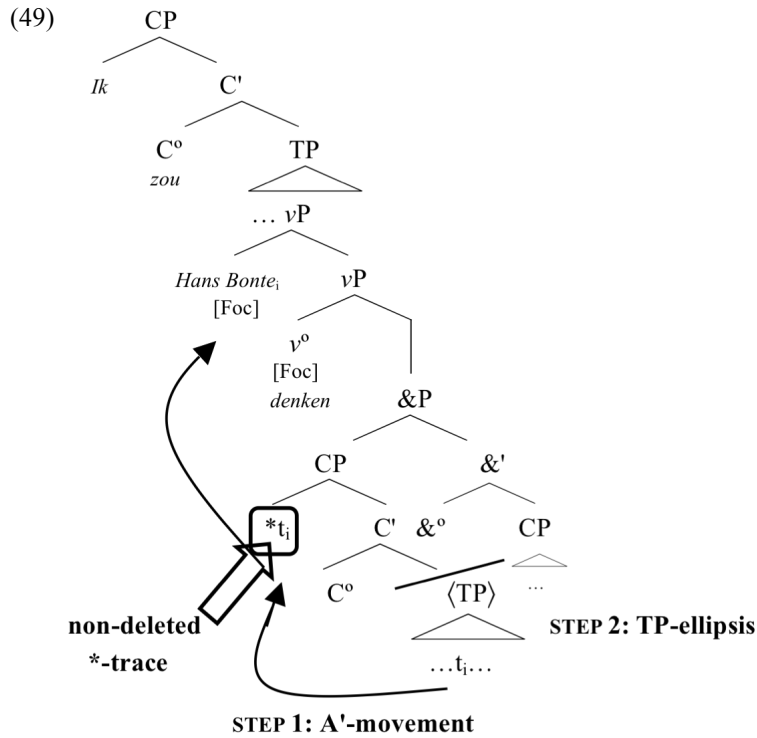 (49)
CP
Ik C'
Cº TP
zou
… vP
Hans Bontei vP
[Foc]
vº
[Foc]
denken &P
CP &'
*ti C' &º CP
Cº ⟨TP⟩ …
non-deleted STEP 2: TP-ellipsis
*-trace
…ti…
STEP 1: A'-movement